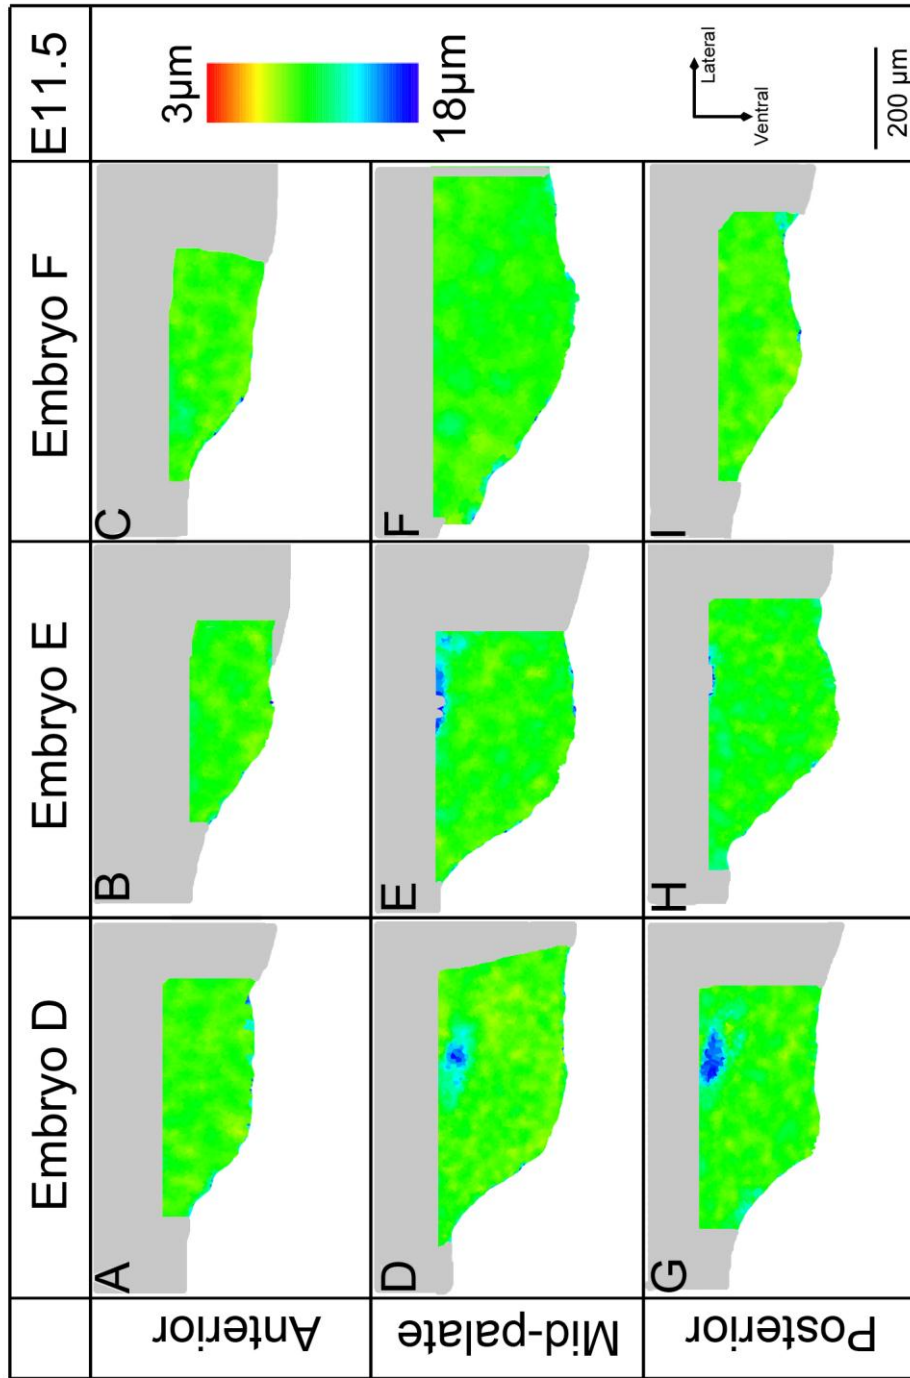 Embryo D
Embryo E
Embryo F
E11.5
Anterior
A
B
C
3µm
18µm
Mid-palate
D
E
F
Lateral
Ventral
Posterior
G
H
I
200 µm